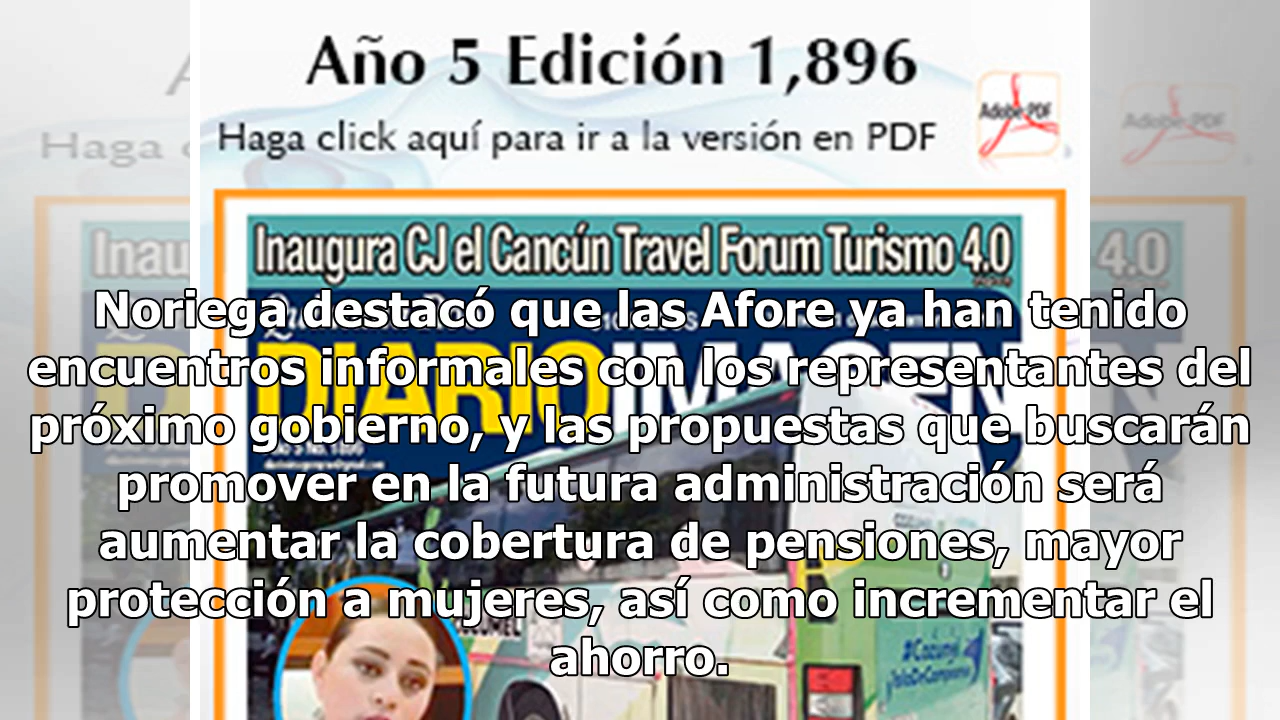 Año 5 Edición 1,896
Adobe PDF
Haga click aquí para ir a la versión en PDF
Inaugura CJ el Cancún Travel Forum Turismo 4.0
Noriega destacó que las Afore ya han tenido
encuentros informales con los representantes del
próximo gobierno, y las propuestas que buscarán
promover en la futura administración será
aumentar la cobertura de pensiones, mayor
protección a mujeres, así como incrementar el
ahorro.
DIARIOIMAGEN
#Cozumel
IslaDeCampeones